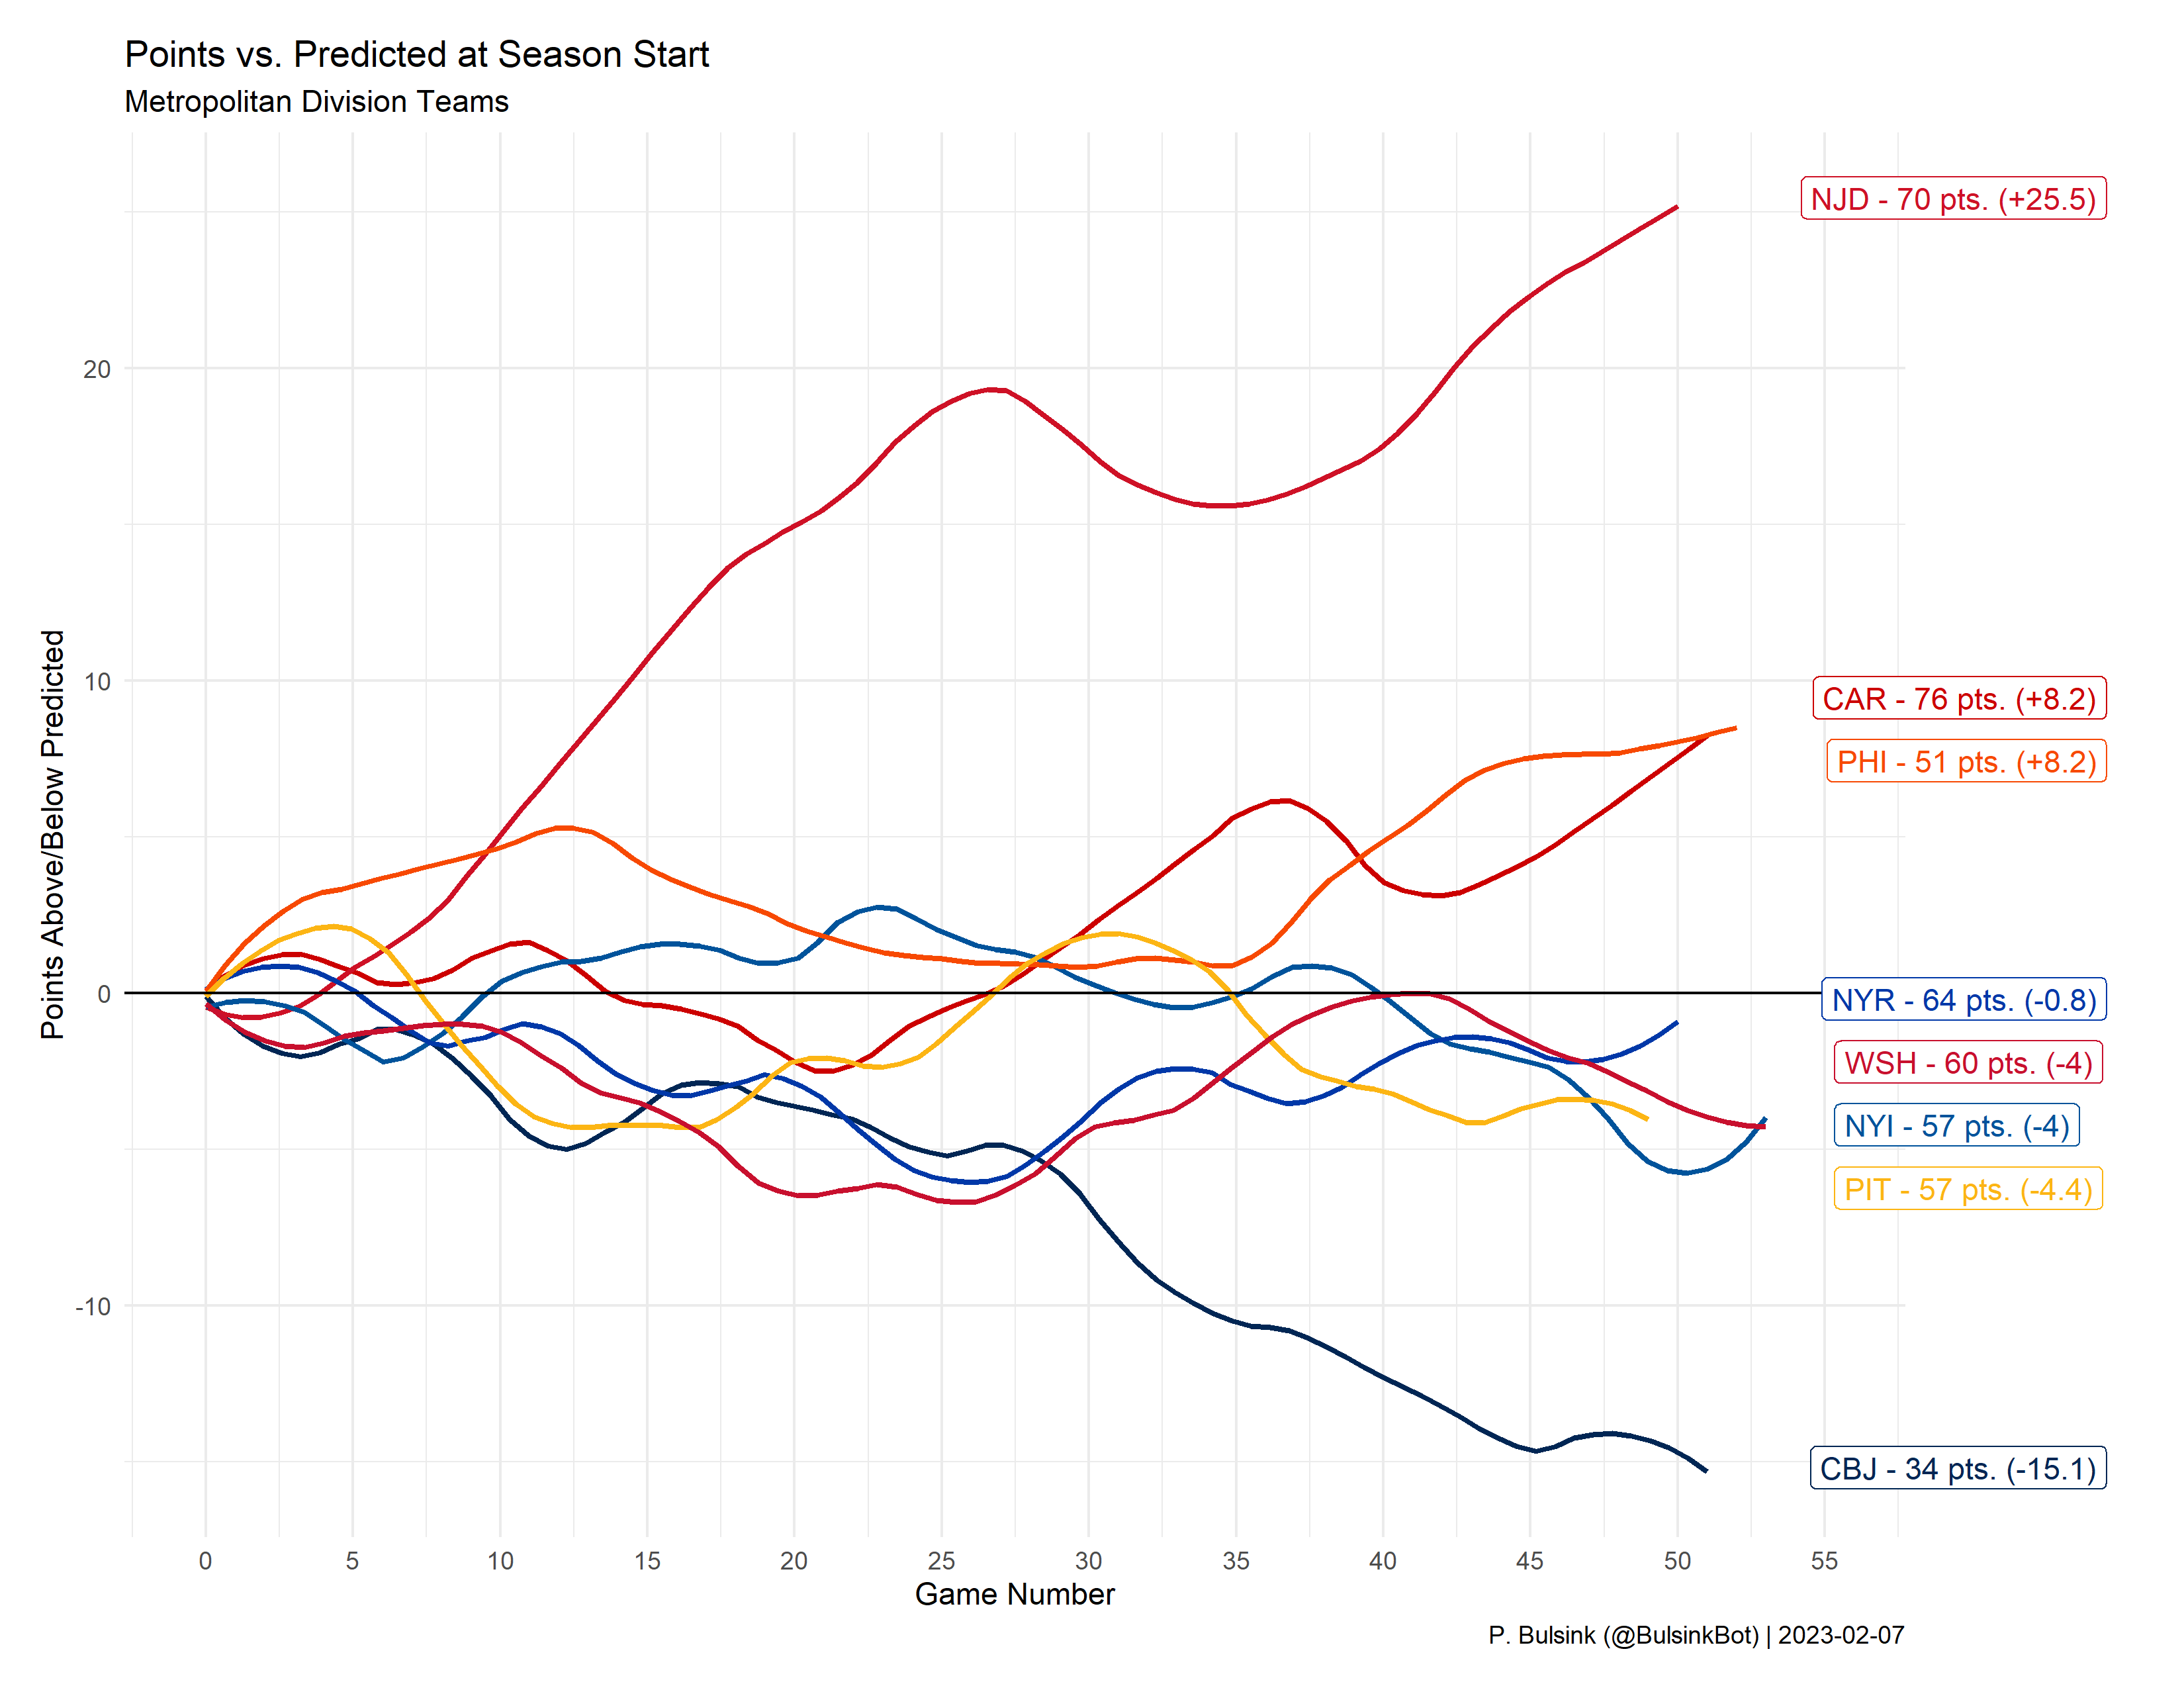 Points vs. Predicted at Season Start
Metropolitan Division Teams
Points Above/Below Predicted
20
10
0
-10
NJD - 70 pts. (+25.5)
CAR - 76 pts. (+8.2)
PHI - 51 pts. (+8.2)
NYR - 64 pts. (-0.8)
WSH - 60 pts. (-4)
NYI - 57 pts. (-4)
PIT - 57 pts. (-4.4)
CBJ - 34 pts. (-15.1)
0 5 10 15 20 25 30 35 40 45 50 55
Game Number
P. Bulsink (@BulsinkBot) | 2023-02-07